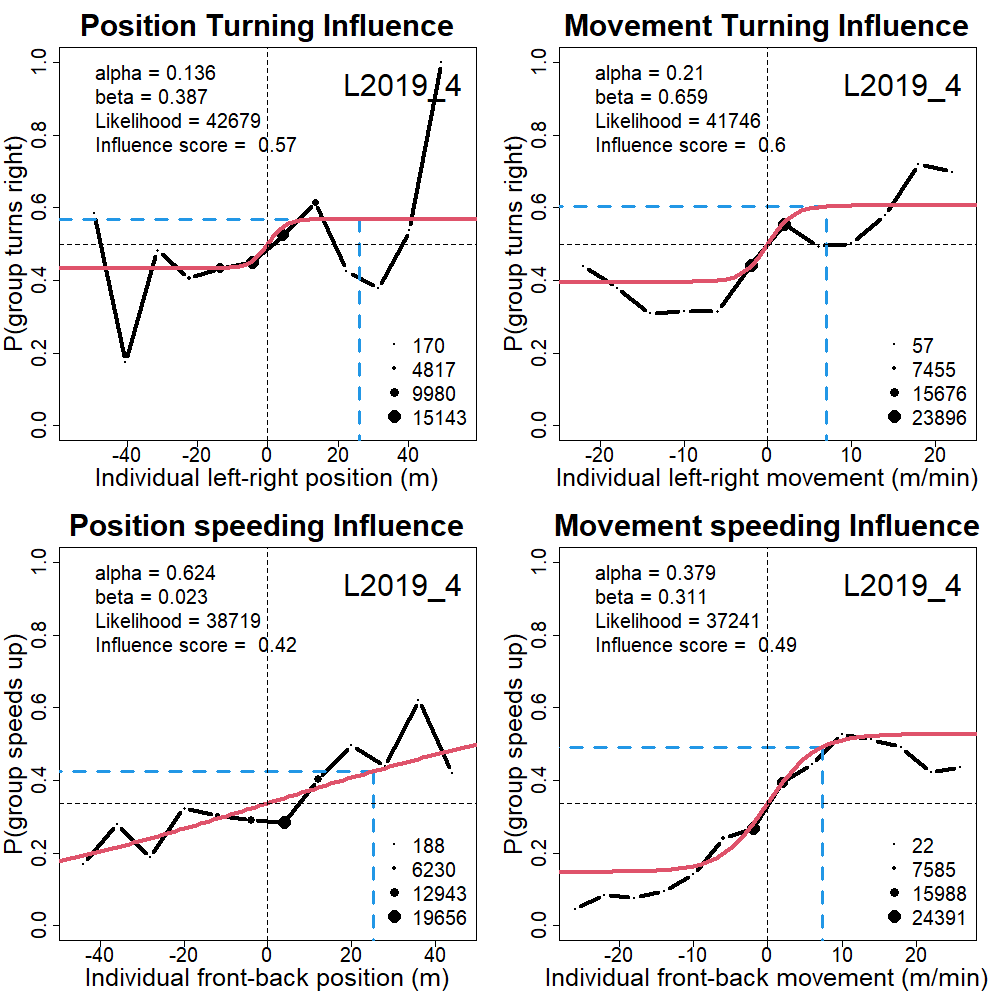 Position Turning Influence
alpha = 0.136
beta = 0.387
Likelihood = 42679
Influence score = 0.57
L2019_4
P(group turns right)
0.0
0.2
0.4
0.6
0.8
1.0
170
4817
9980
15143
-40
-20
0
20
40
Individual left-right position (m)
Movement Turning Influence
alpha = 0.21
beta = 0.659
Likelihood = 41746
Influence score = 0.6
L2019_4
P(group turns right)
0.0
0.2
0.4
0.6
0.8
1.0
57
7455
15676
23896
-20
-10
0
10
20
Individual left-right movement (m/min)
Position speeding Influence
alpha = 0.624
beta = 0.023
Likelihood = 38719
Influence score = 0.42
L2019_4
P(group speeds up)
0.0
0.2
0.4
0.6
0.8
1.0
188
6230
12943
19656
-40
-20
0
20
40
Individual front-back position (m)
Movement speeding Influence
alpha = 0.379
beta = 0.311
Likelihood = 37241
Influence score = 0.49
L2019_4
P(group speeds up)
0.0
0.2
0.4
0.6
0.8
1.0
22
7585
15988
24391
-20
-10
0
10
20
Individual front-back movement (m/min)